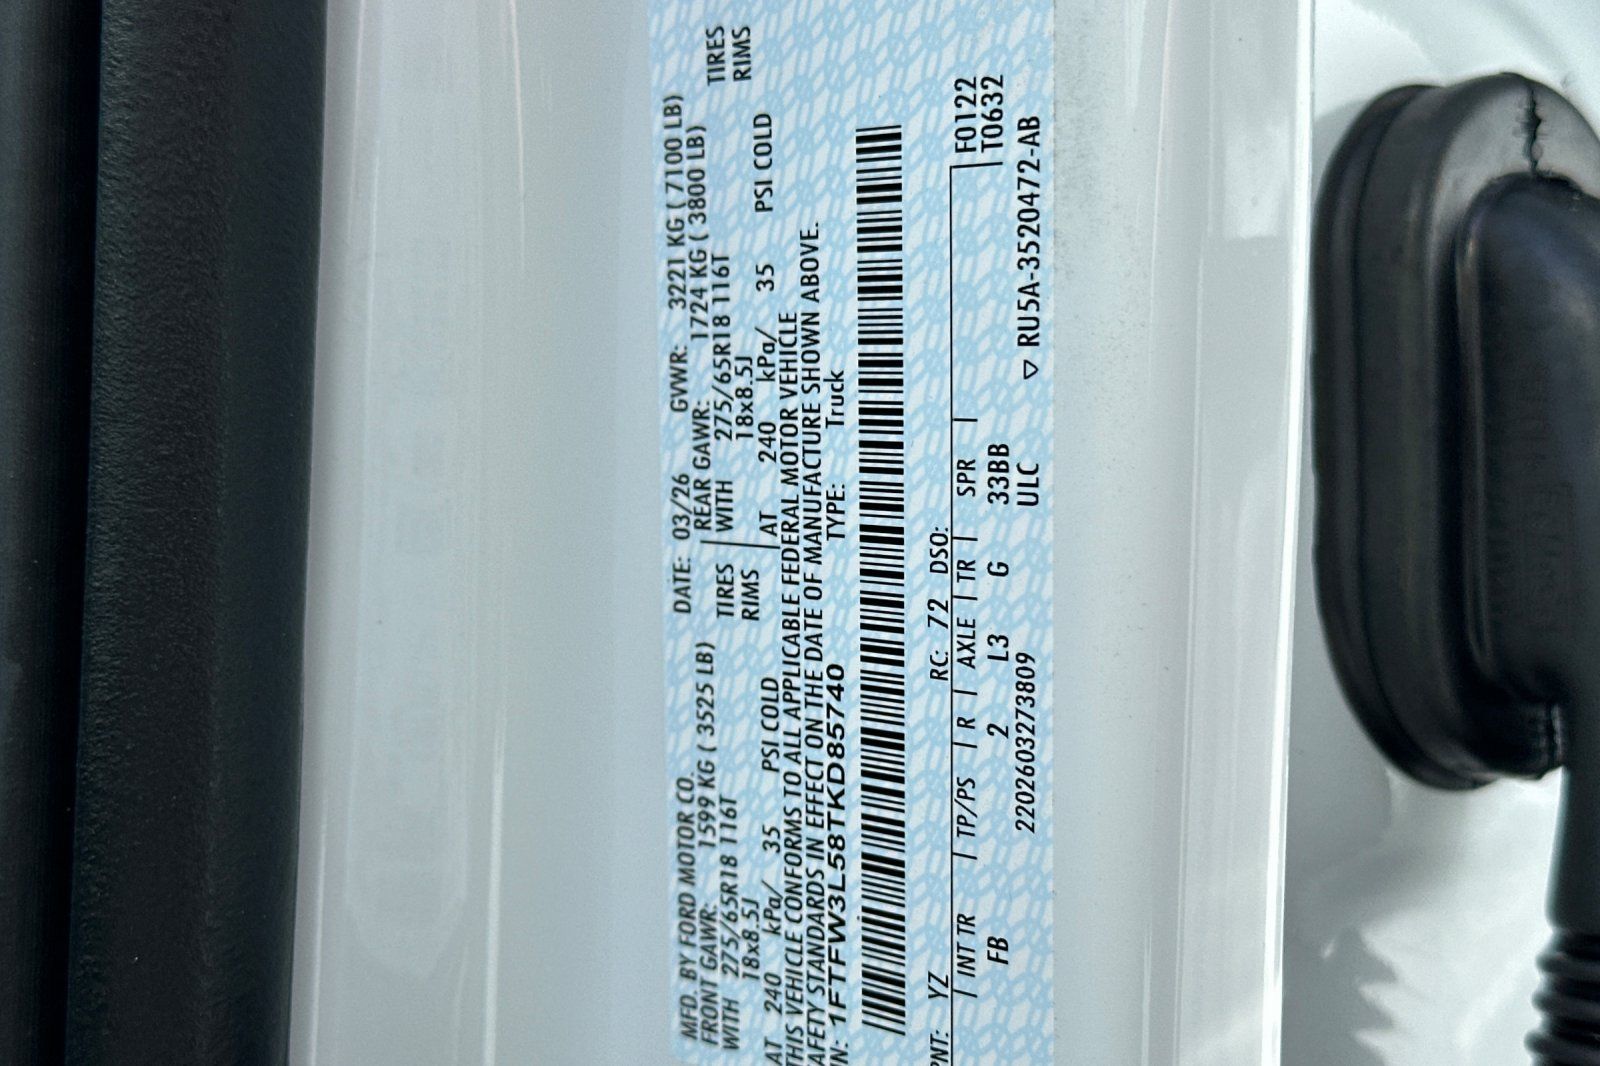 MFD. BY FORD MOTOR CO. DATE: 03/26 GVWR: 3221 KG ( 7100 LB)
FRONT GAWR: 1599 KG ( 3525 LB) REAR GAWR: 1724 KG ( 3800 LB)
WITH 275/65R18 116T TIRES WITH 275/65R18 116T TIRES
18x8.5J RIMS 18x8.5J RIMS
AT 240 kPa/ 35 PSI COLD AT 240 kPa/ 35 PSI COLD
THIS VEHICLE CONFORMS TO ALL APPLICABLE FEDERAL MOTOR VEHICLE
AFETY STANDARDS IN EFFECT ON THE DATE OF MANUFACTURE SHOWN ABOVE.
N: 1FTFW3L58TKD85740 TYPE: Truck
PNT: YZ RC: 72 DSO: F0122
INT TR TP/PS R AXLE TR SPR T0632
FB 2 L3 G 33BB
2202603273809 ULC ▽ RU5A-3520472-AB